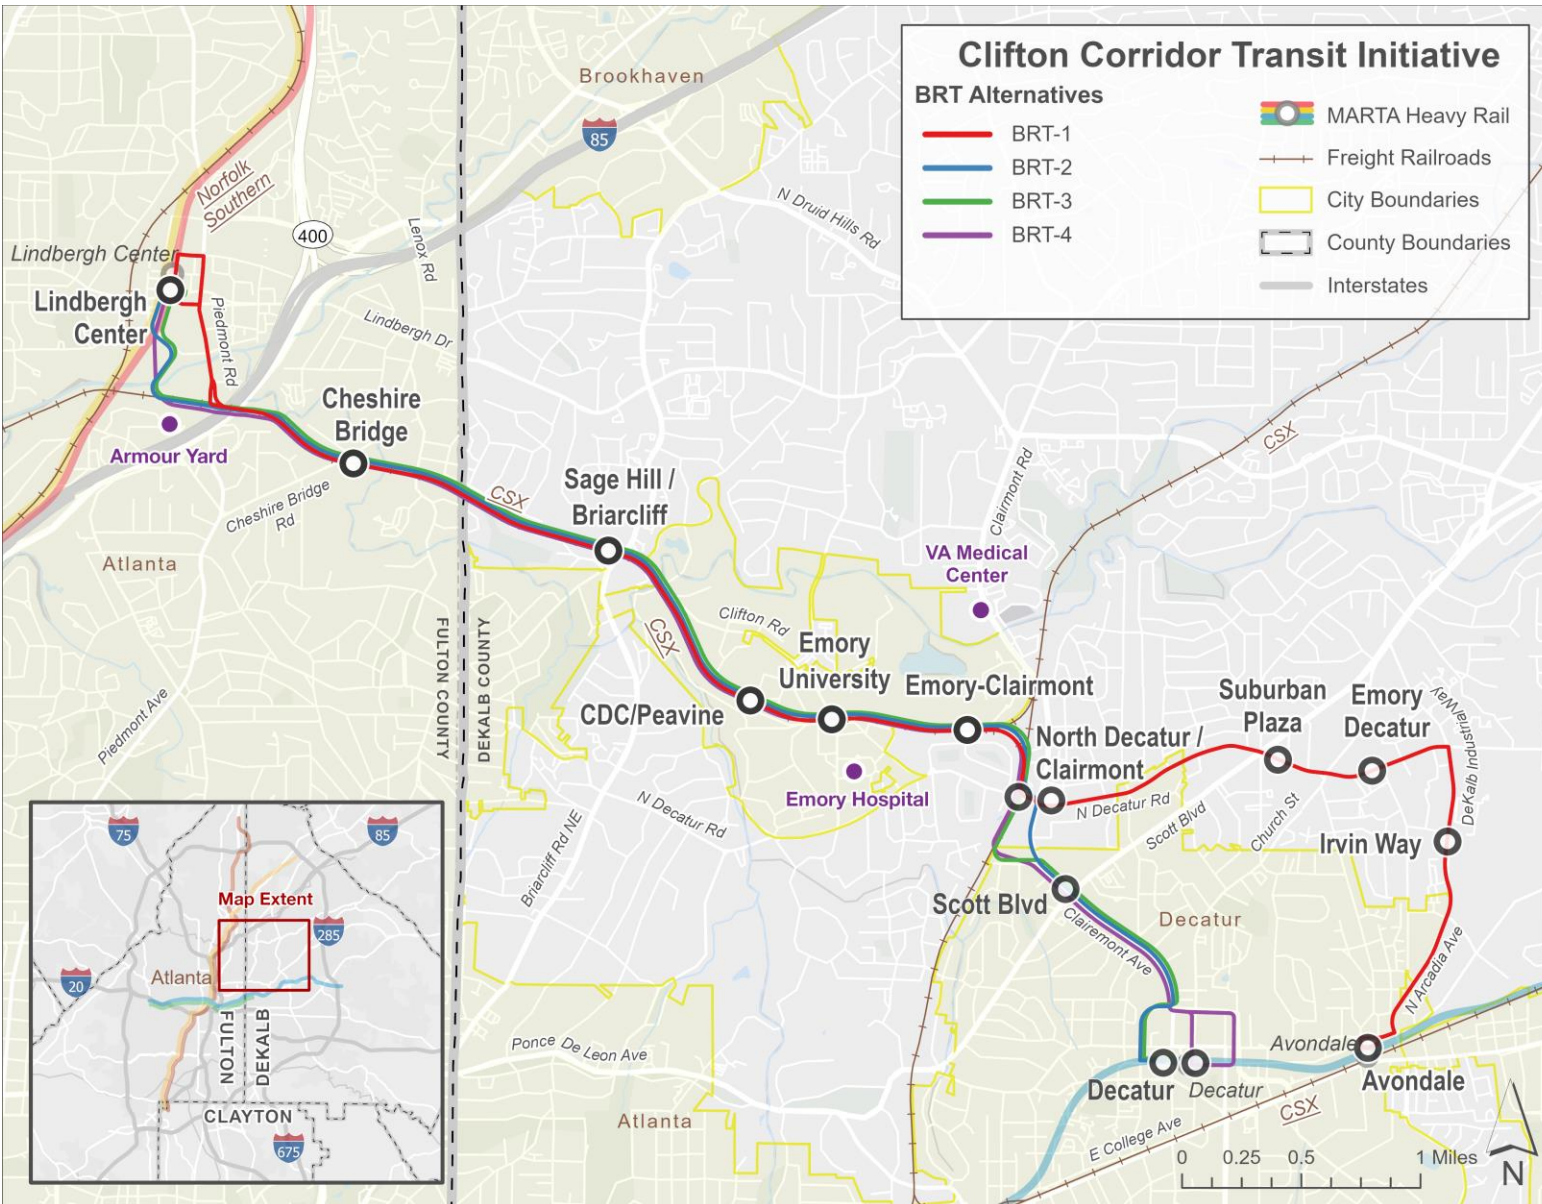 Clifton Corridor Transit Initiative
BRT Alternatives
BRT-1
BRT-2
BRT-3
BRT-4
MARTA Heavy Rail
Freight Railroads
City Boundaries
County Boundaries
Interstates
Brookhaven
85
Norfolk
Southern
400
Lenox Rd
N Druid Hills Rd
Lindbergh Center
Lindbergh
Center
Piedmont Rd
Lindbergh Dr
Cheshire
Bridge
Armour Yard
Cheshire Bridge
Rd
CSX
Sage Hill /
Briarcliff
CSX
Clairmont Rd
VA Medical
Center
Atlanta
FULTON COUNTY
DEKALB COUNTY
CSX
Clifton Rd
Emory
University
Emory-Clairmont
CDC/Peavine
Piedmont Ave
North Decatur /
Clairmont
Suburban
Plaza
Emory
Decatur
DeKalb Industrial Way
Emory Hospital
N Decatur Rd
N Decatur Rd
Scott Blvd
Church St
Irvin Way
Briarcliff Rd NE
Scott Blvd
Clairemont Ave
Decatur
N Arcadia Ave
Ponce De Leon Ave
Avondale
Avondale
Decatur
Decatur
Atlanta
E College Ave
CSX
0 0.25 0.5 1 Miles
N
75
85
Map Extent
285
20
Atlanta
FULTON
DEKALB
CLAYTON
675